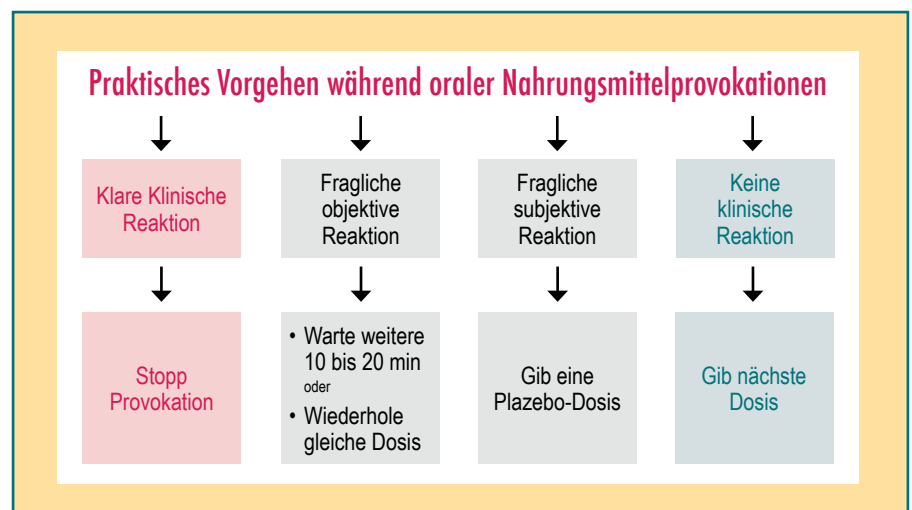 Praktisches Vorgehen während oraler Nahrungsmittelprovokationen
Klare Klinische
Reaktion
Fragliche
objektive
Reaktion
Fragliche
subjektive
Reaktion
Keine
klinische
Reaktion
Stopp
Provokation
• Warte weitere
10 bis 20 min
oder
• Wiederhole
gleiche Dosis
Gib eine
Plazebo-Dosis
Gib nächste
Dosis